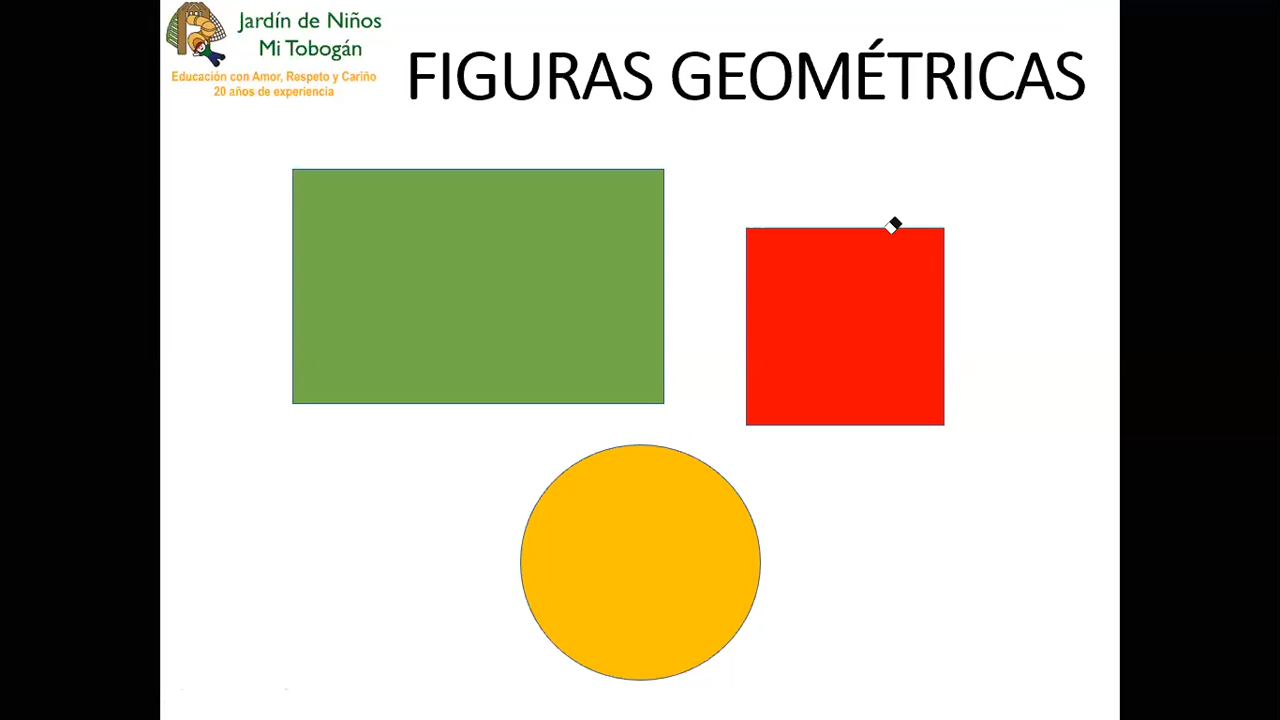 Jardín de Niños
Mi Tobogán
Educación con Amor, Respeto y Cariño
20 años de experiencia
FIGURAS GEOMÉTRICAS